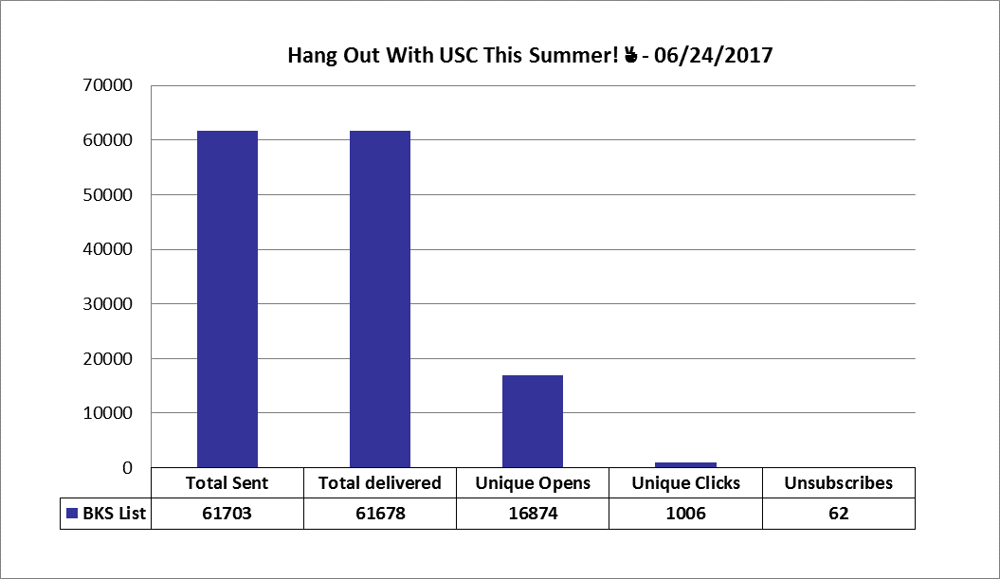 Hang Out With USC This Summer! ✌ - 06/24/2017
70000
60000
50000
40000
30000
20000
10000
0
Total Sent Total delivered Unique Opens Unique Clicks Unsubscribes
BKS List 61703 61678 16874 1006 62